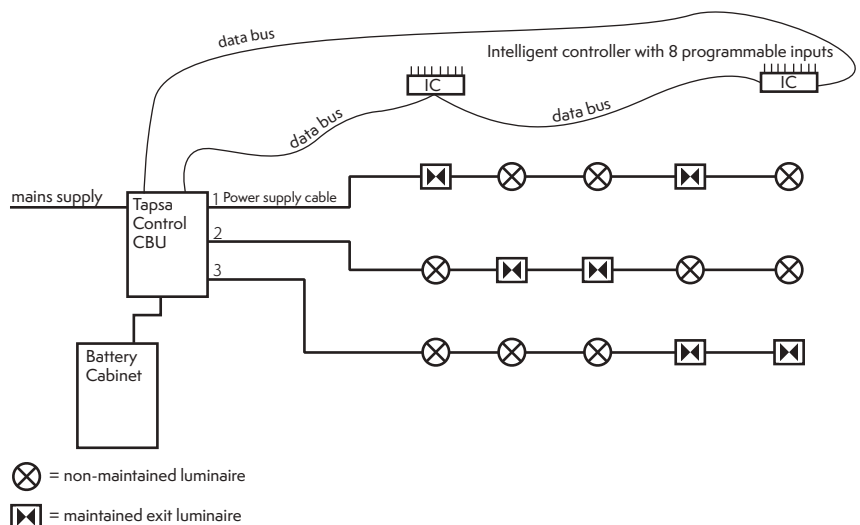 data bus
Intelligent controller with 8 programmable inputs
IC
IC
data bus
data bus
mains supply
Tapsa
Control
CBU
1 Power supply cable
2
3
Battery
Cabinet
= non-maintained luminaire
= maintained exit luminaire